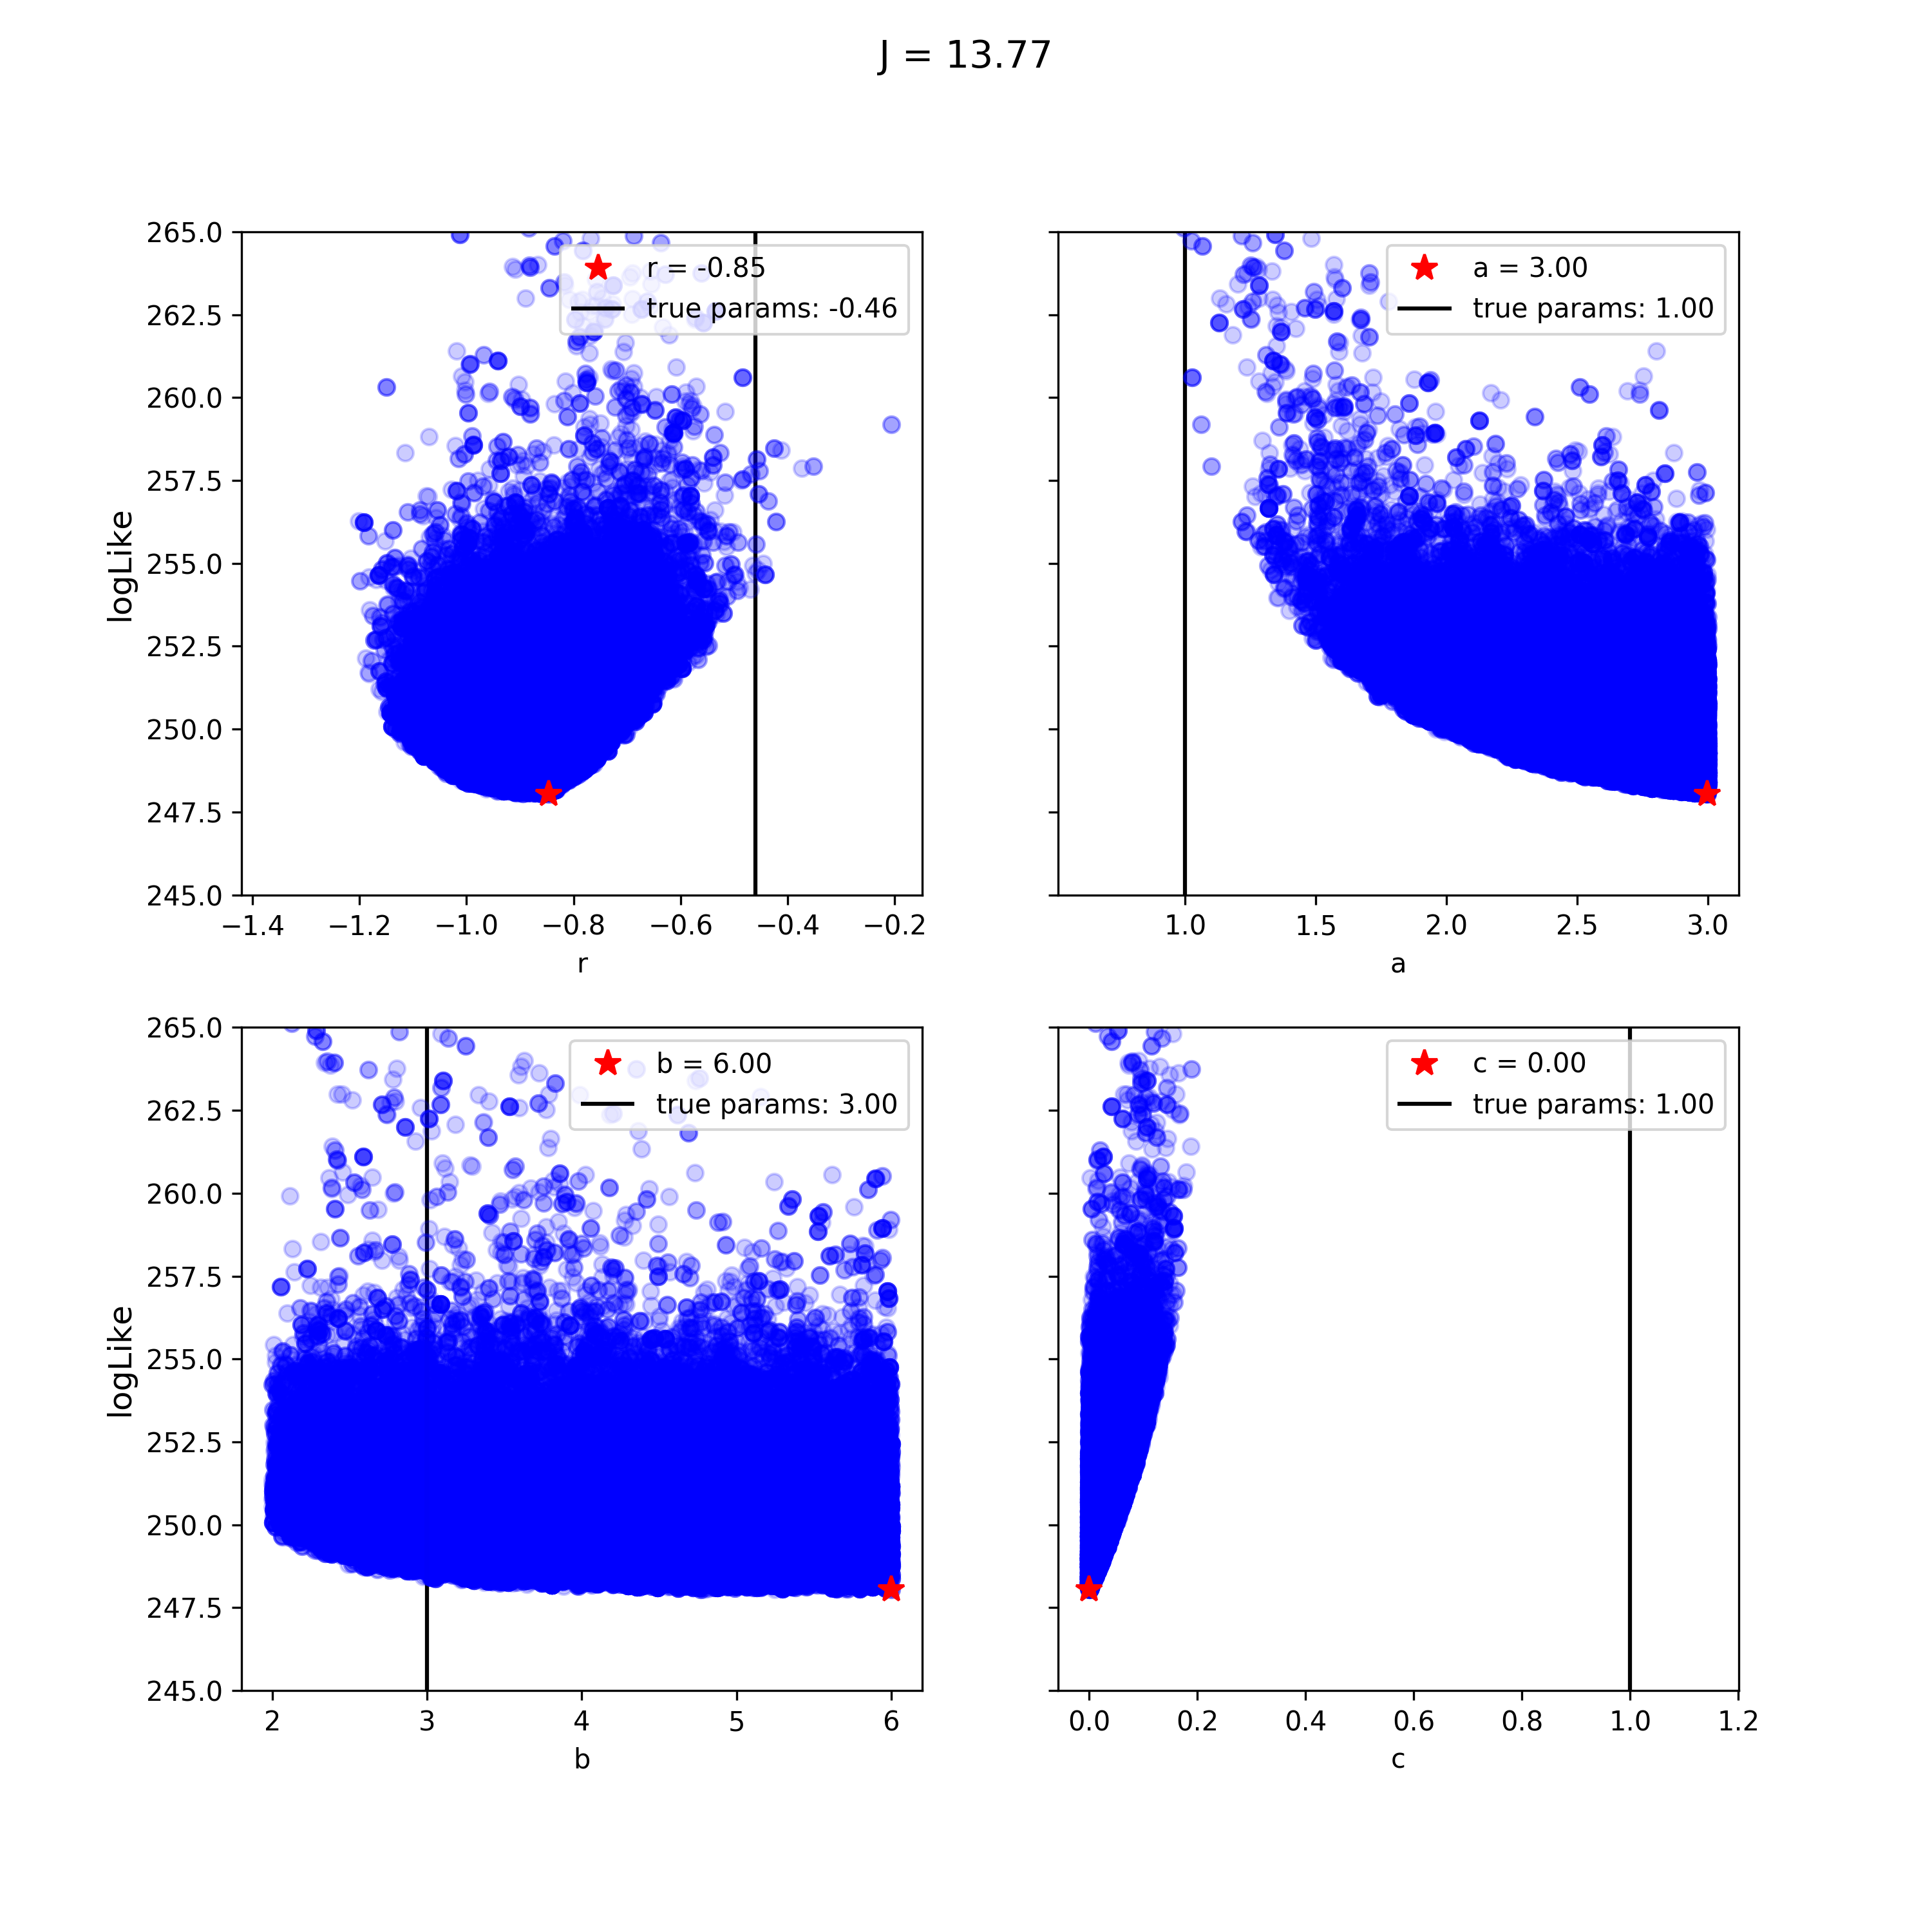 J = 13.77
265.0
262.5
260.0
257.5
255.0
252.5
250.0
247.5
245.0
logLike
r = -0.85
true params: -0.46
−1.4 −1.2 −1.0 −0.8 −0.6 −0.4 −0.2
r
a = 3.00
true params: 1.00
1.0 1.5 2.0 2.5 3.0
a
265.0
262.5
260.0
257.5
255.0
252.5
250.0
247.5
245.0
logLike
b = 6.00
true params: 3.00
2 3 4 5 6
b
c = 0.00
true params: 1.00
0.0 0.2 0.4 0.6 0.8 1.0 1.2
c